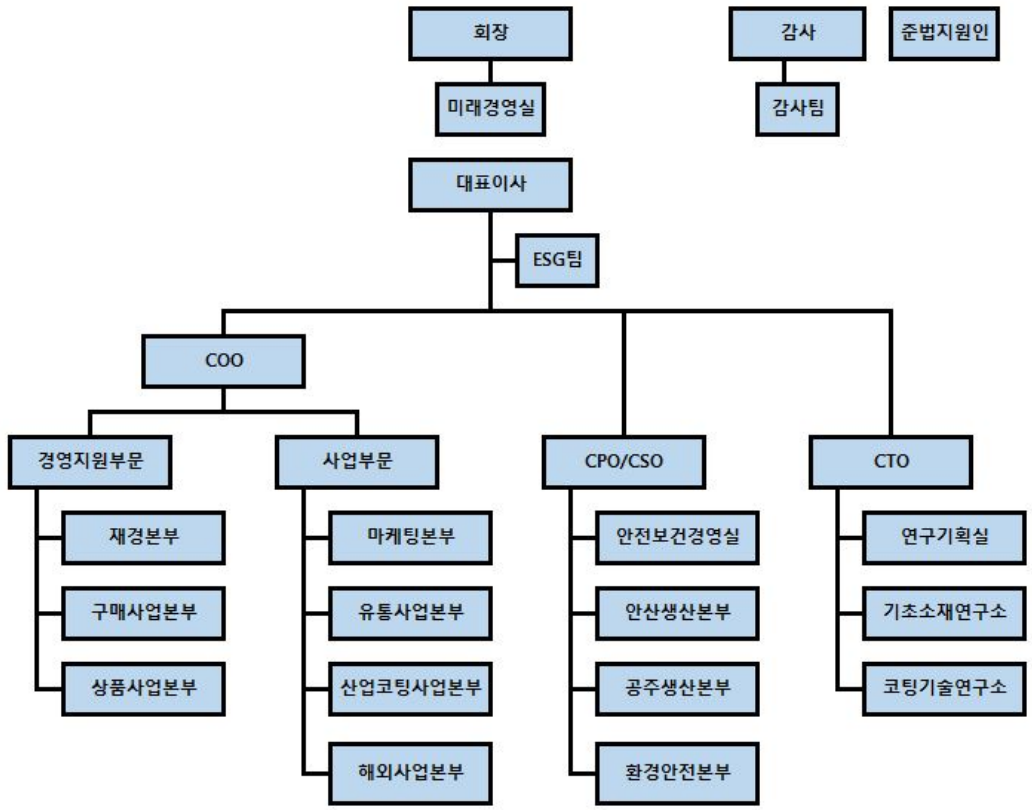 회장
감사
준법지원인
미래경영실
감사팀
대표이사
ESG팀
COO
경영지원부문
사업부문
CPO/CSO
CTO
재경본부
마케팅본부
안전보건경영실
연구기획실
구매사업본부
유통사업본부
안산생산본부
기초소재연구소
상품사업본부
산업코팅사업본부
공주생산본부
코팅기술연구소
해외사업본부
환경안전본부